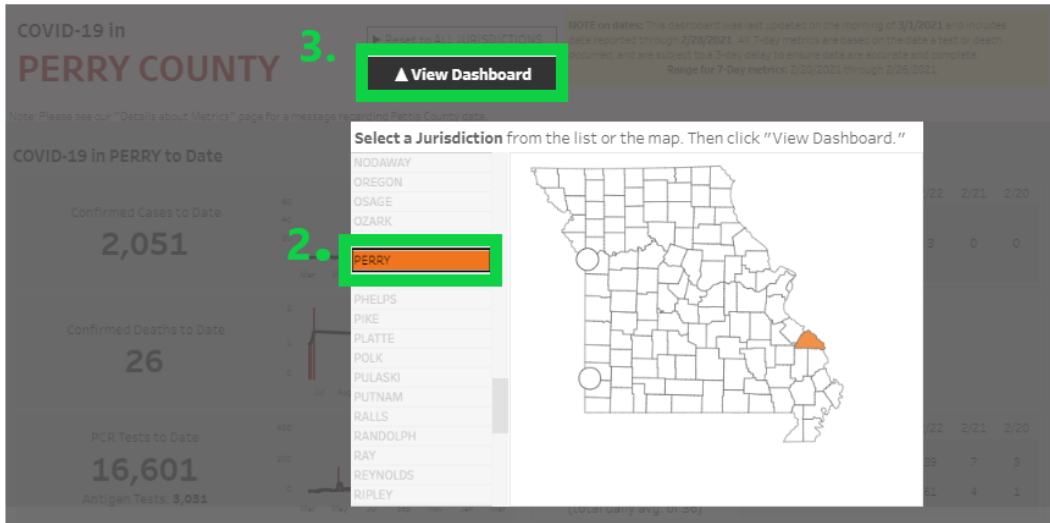 COVID-19 in
PERRY COUNTY
3.
▶ Reset to ALL JURISDICTIONS
▲ View Dashboard
NOTE on dates: This dashboard was last updated on the morning of 3/1/2021 and includes
data reported through 2/28/2021. All 7-day metrics are based on the date a test or death
occurred, and are subject to a 3-day delay to ensure data are accurate and complete.
Range for 7-Day metrics: 2/20/2021 through 2/26/2021
Note: Please see our "Details about Metrics" page for a message regarding Pettis County data.
Select a Jurisdiction from the list or the map. Then click "View Dashboard."
COVID-19 in PERRY to Date
NODAWAY
OREGON
OSAGE
OZARK
2.
PERRY
PHELPS
PIKE
PLATTE
POLK
PULASKI
PUTNAM
RALLS
RANDOLPH
RAY
REYNOLDS
RIPLEY
Confirmed Cases to Date
2,051
Confirmed Deaths to Date
26
PCR Tests to Date
16,601
Antigen Tests: 3,031
2/22 2/21 2/20
3 0 0
2/22 2/21 2/20
7 9
4 1
(total daily avg. of 36)